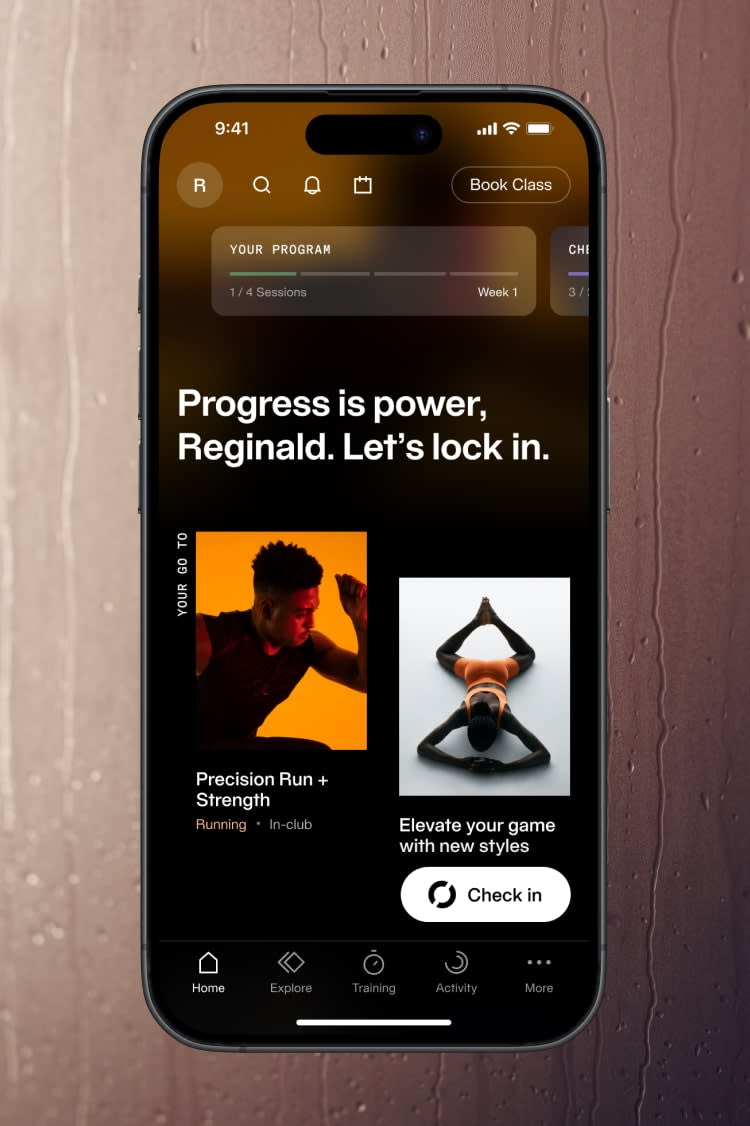 9:41
R
Book Class
YOUR PROGRAM
1 / 4 Sessions
Week 1
CHE
3 /
Progress is power,
Reginald. Let’s lock in.
YOUR GO TO
Precision Run +
Strength
Running • In-club
Elevate your game
with new styles
Check in
Home
Explore
Training
Activity
More